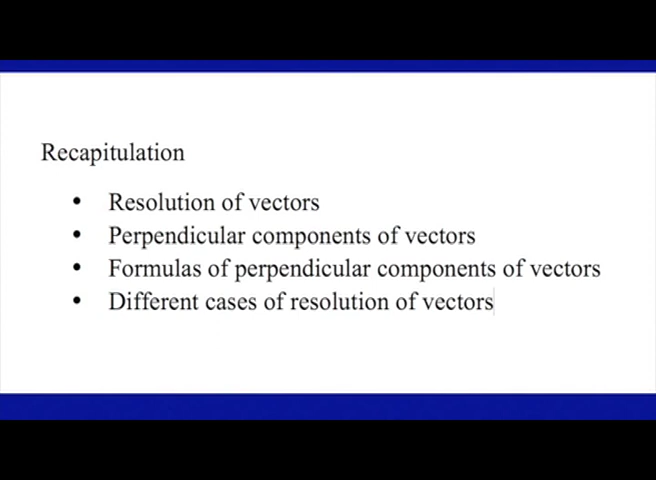 Recapitulation
• Resolution of vectors
• Perpendicular components of vectors
• Formulas of perpendicular components of vectors
• Different cases of resolution of vectors